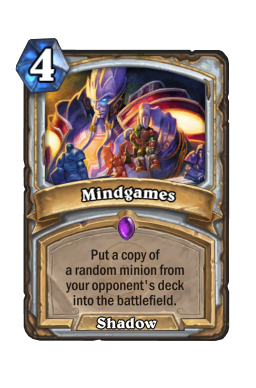 4
Mindgames
Put a copy of
a random minion from
your opponent's deck
into the battlefield.
Shadow